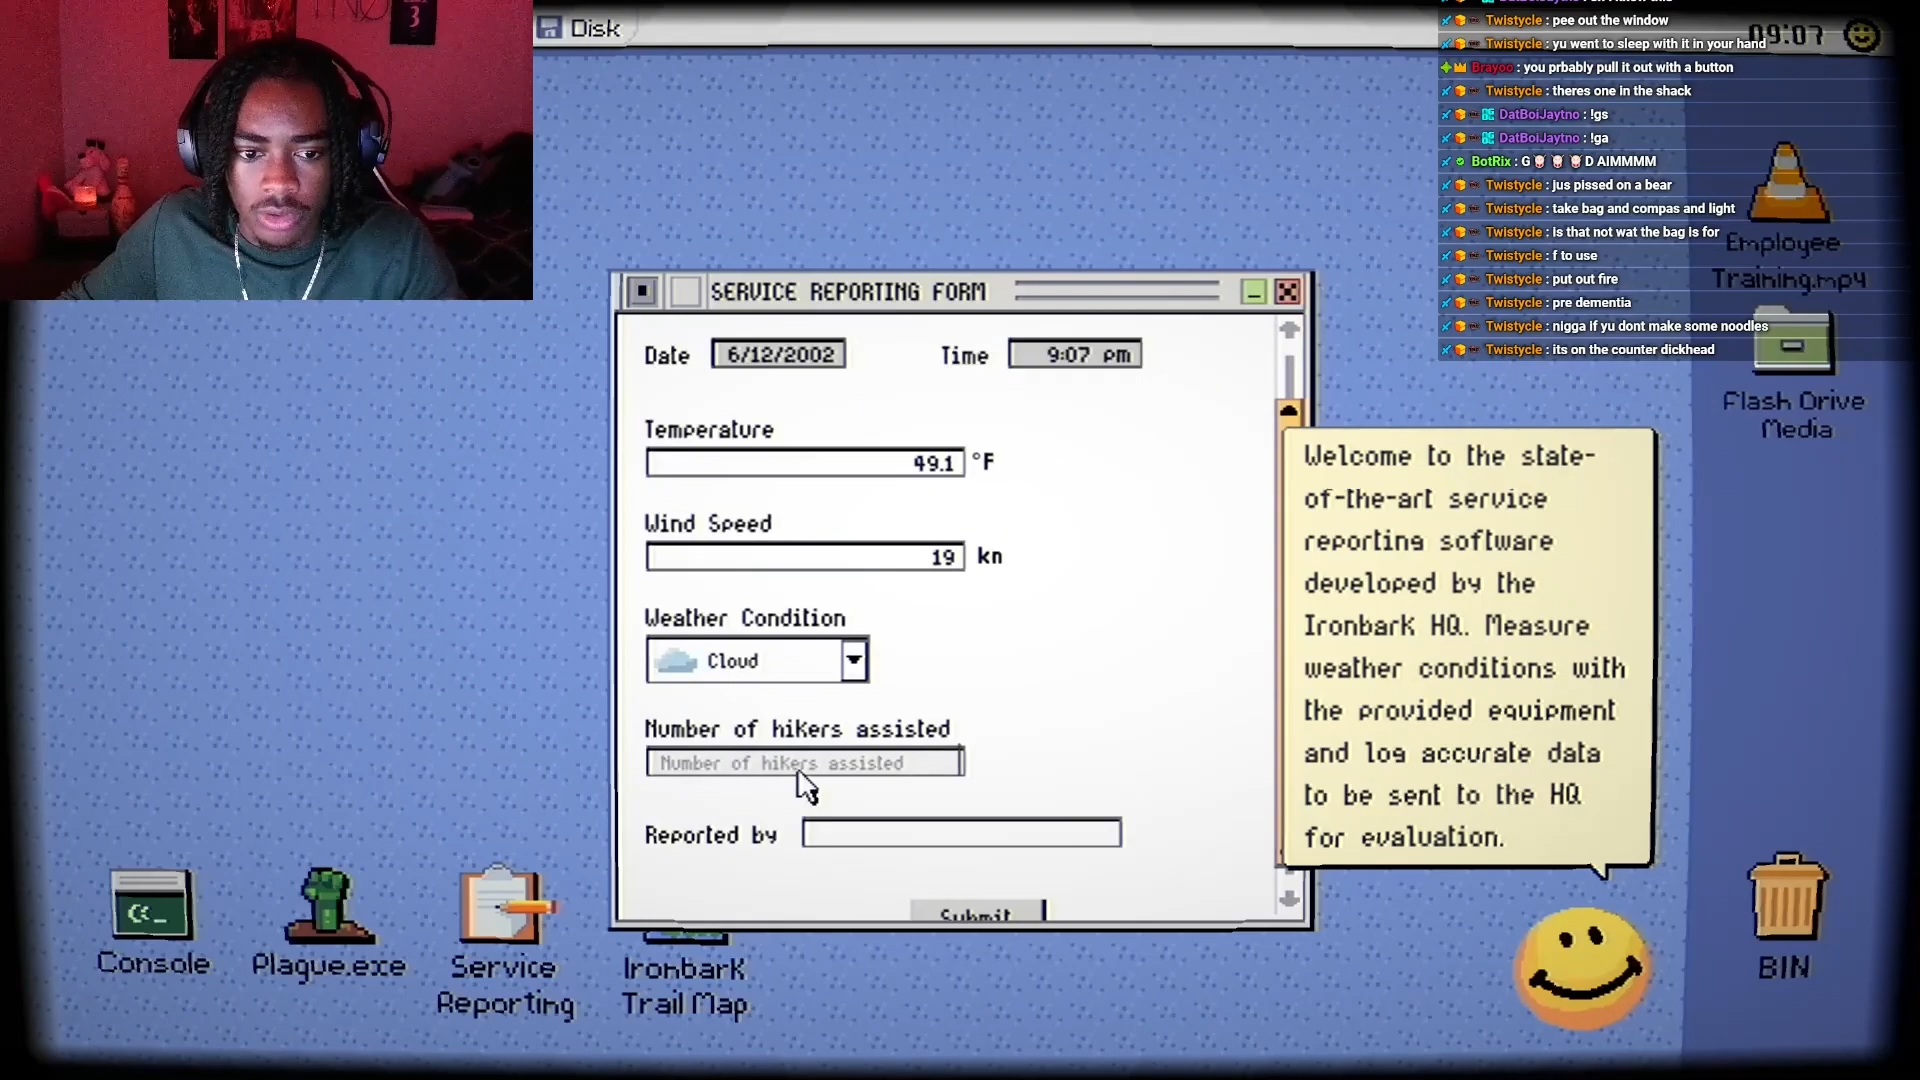 3
Disk
09:07
Twistycle : pee out the window
Twistycle : yu went to sleep with it in your hand
Brayoo : you prbably pull it out with a button
Twistycle : theres one in the shack
DatBoiJaytno : !gs
DatBoiJaytno : !ga
BotRix : G D AIMMMM
Twistycle : jus pissed on a bear
Twistycle : take bag and compas and light
Twistycle : is that not wat the bag is for
Twistycle : f to use
Twistycle : put out fire
Twistycle : pre dementia
Twistycle : nigga if yu dont make some noodles
Twistycle : its on the counter dickhead
Employee
Training.mp4
Flash Drive
Media
SERVICE REPORTING FORM
Date 6/12/2002 Time 9:07 pm
Temperature
49.1 °F
Wind Speed
19 kn
Weather Condition
Cloud
Number of hikers assisted
Number of hikers assisted
Reported by
Submit
Welcome to the state-
of-the-art service
reporting software
developed by the
Ironbark HQ. Measure
weather conditions with
the provided equipment
and log accurate data
to be sent to the HQ
for evaluation.
Console
Plague.exe
Service
Reporting
Ironbark
Trail Map
BIN